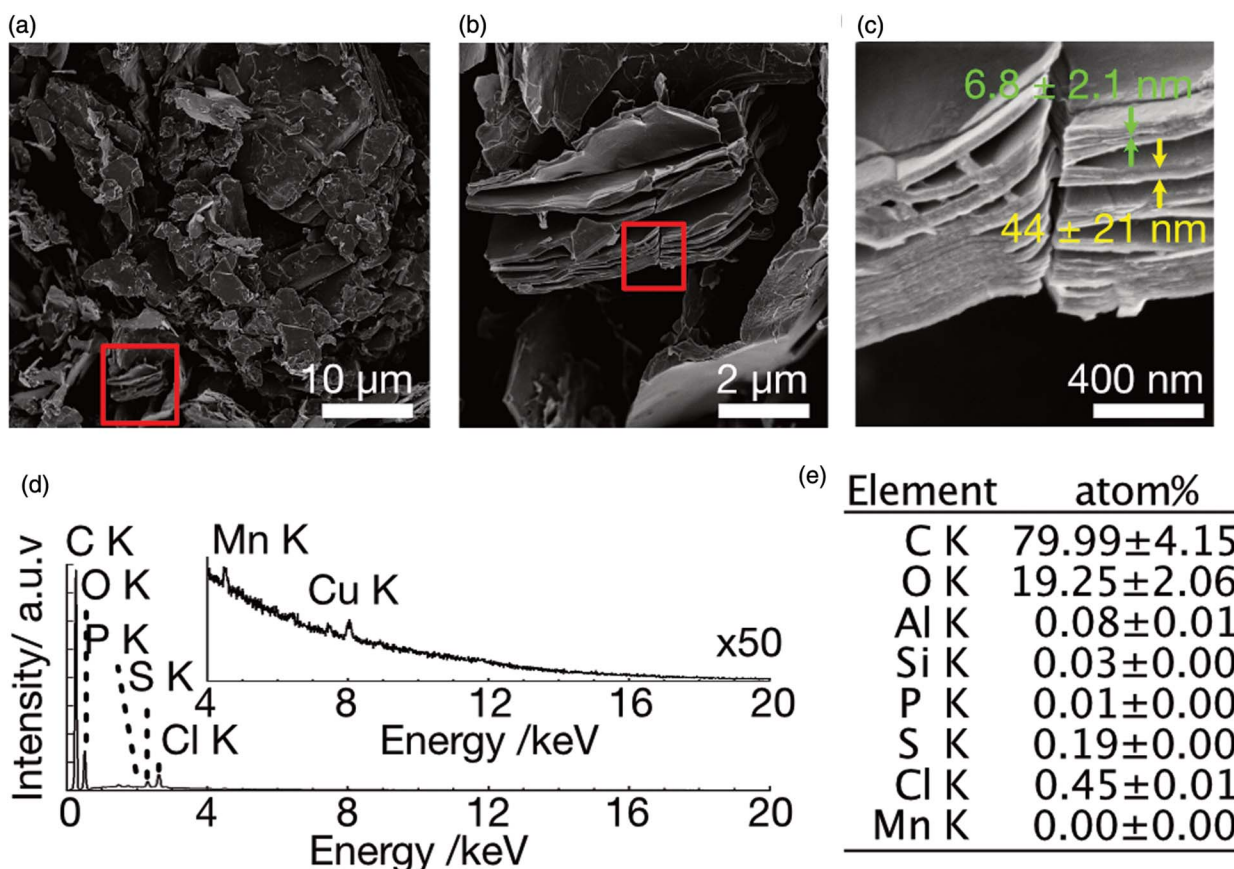 (a)
10 μm
(b)
2 μm
(c)
6.8 ± 2.1 nm
44 ± 21 nm
400 nm
(d)
Intensity/ a.u.v
C K
O K
P K
S K
Cl K
Mn K
Cu K
x50
4 8 12 16 20
Energy /keV
0 4 8 12 16 20
Energy /keV
(e)
Element atom%
C K 79.99±4.15
O K 19.25±2.06
Al K 0.08±0.01
Si K 0.03±0.00
P K 0.01±0.00
S K 0.19±0.00
Cl K 0.45±0.01
Mn K 0.00±0.00